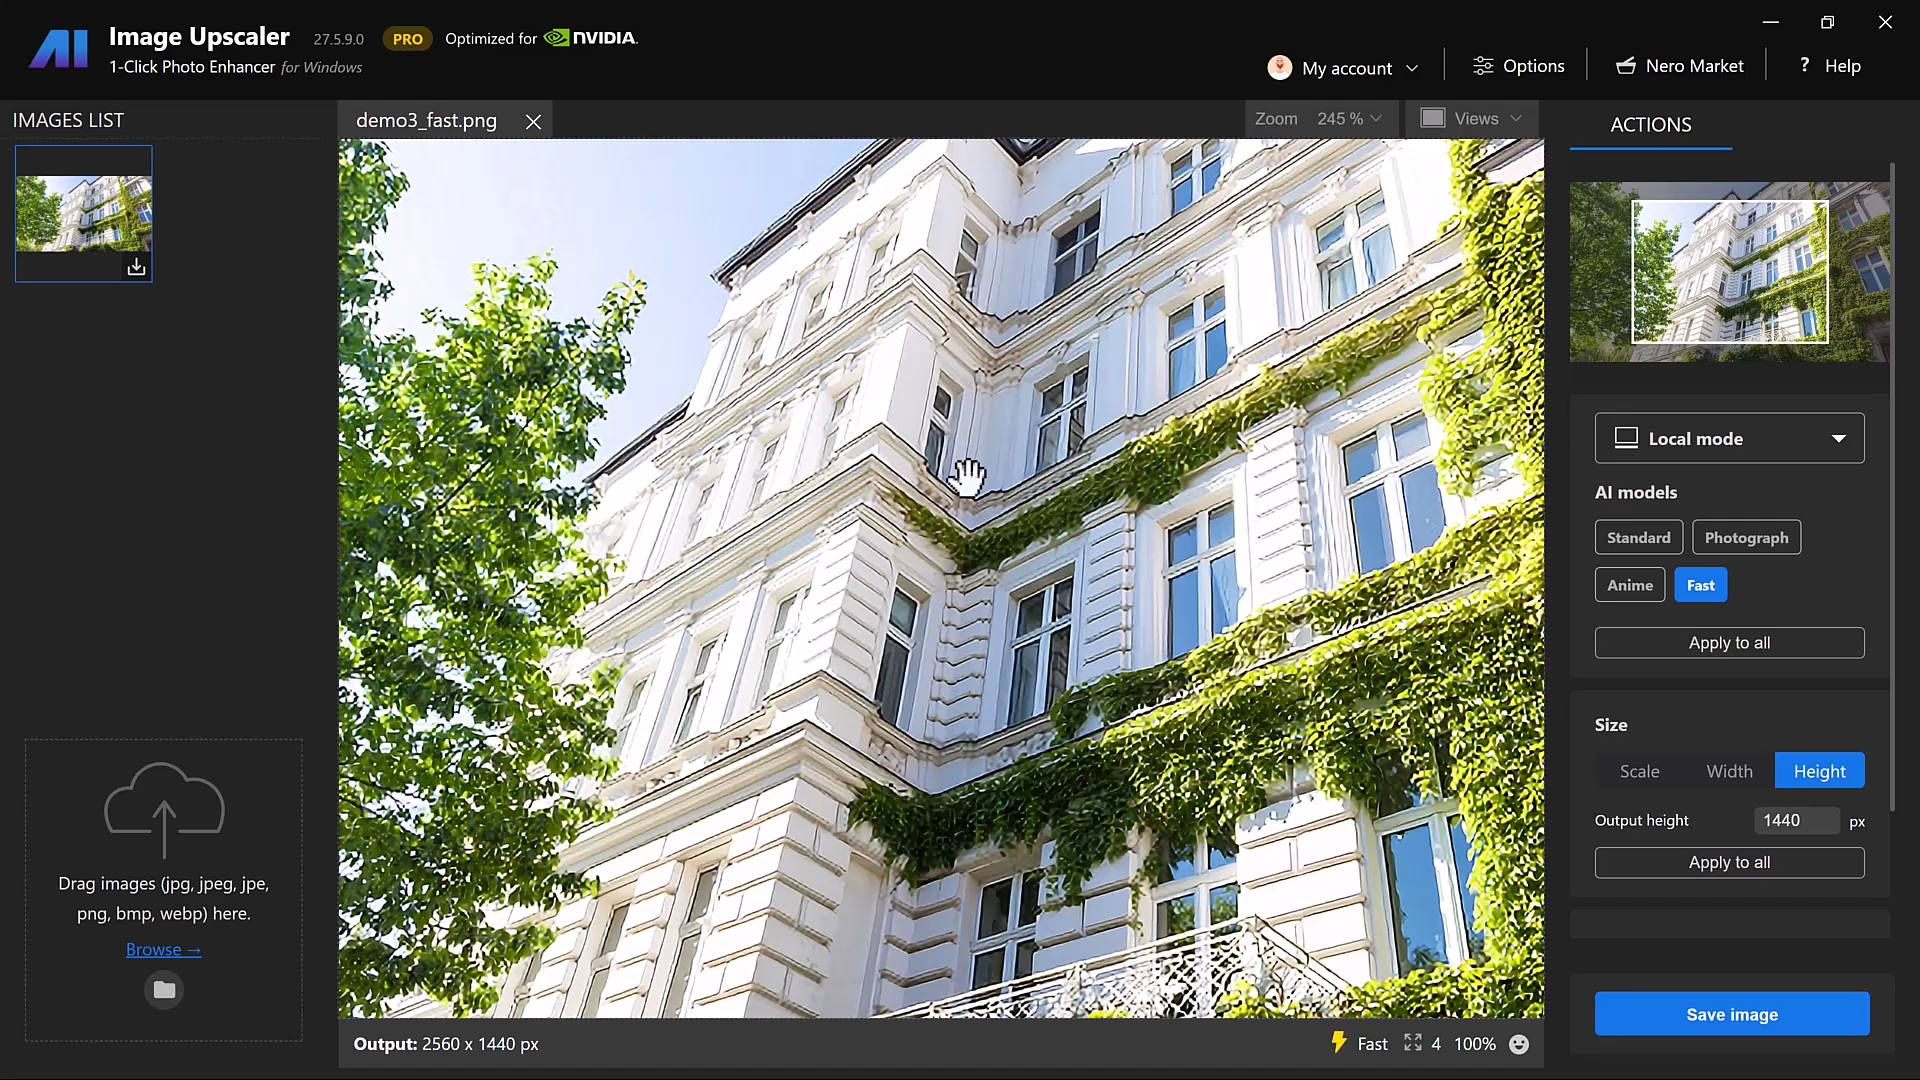 AI Image Upscaler 27.5.9.0 PRO Optimized for NVIDIA.
1-Click Photo Enhancer for Windows
My account
Options
Nero Market
? Help
IMAGES LIST
demo3_fast.png
Zoom 245 %
Views
ACTIONS
Local mode
AI models
Standard
Photograph
Anime
Fast
Apply to all
Size
Scale
Width
Height
Output height 1440 px
Apply to all
Drag images (jpg, jpeg, jpe,
png, bmp, webp) here.
Browse →
Save image
Output: 2560 x 1440 px
Fast
4
100%